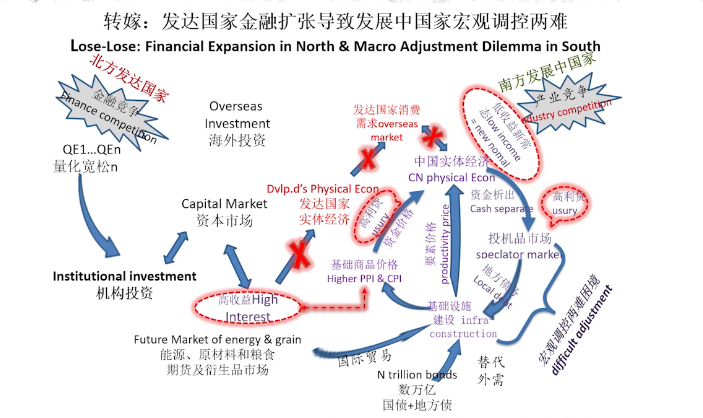 转嫁：发达国家金融扩张导致发展中国家宏观调控两难
Lose-Lose: Financial Expansion in North & Macro Adjustment Dilemma in South
北方发达国家
金融竞争
Finance competition
QE1...QEn
量化宽松n
Overseas
Investment
海外投资
Capital Market
资本市场
Institutional investment
机构投资
高收益High
Interest
Future Market of energy & grain
能源、原材料和粮食
期货及衍生品市场
Dvlp.d's Physical Econ
发达国家
实体经济
发达国家消费
需求overseas
market
南方发展中国家
产业竞争
industry competition
低收益新常
态low income
= new nomal
中国实体经济
CN physical Econ
高利贷
usury
资金价格
基础商品价格
Higher PPI & CPI
要素价格
productivity price
资金析出
Cash separate
高利贷
usury
投机品市场
speclator market
地方债务
Local debt
基础设施
建设 infra
construction
国际贸易
N trillion bonds
数万亿
国债+地方债
替代
外需
宏观调控两难困境
difficult adjustment